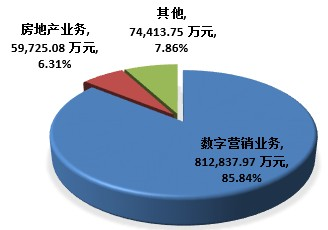 房地产业务,
59,725.08 万元,
6.31%
其他,
74,413.75 万元,
7.86%
数字营销业务,
812,837.97 万元,
85.84%